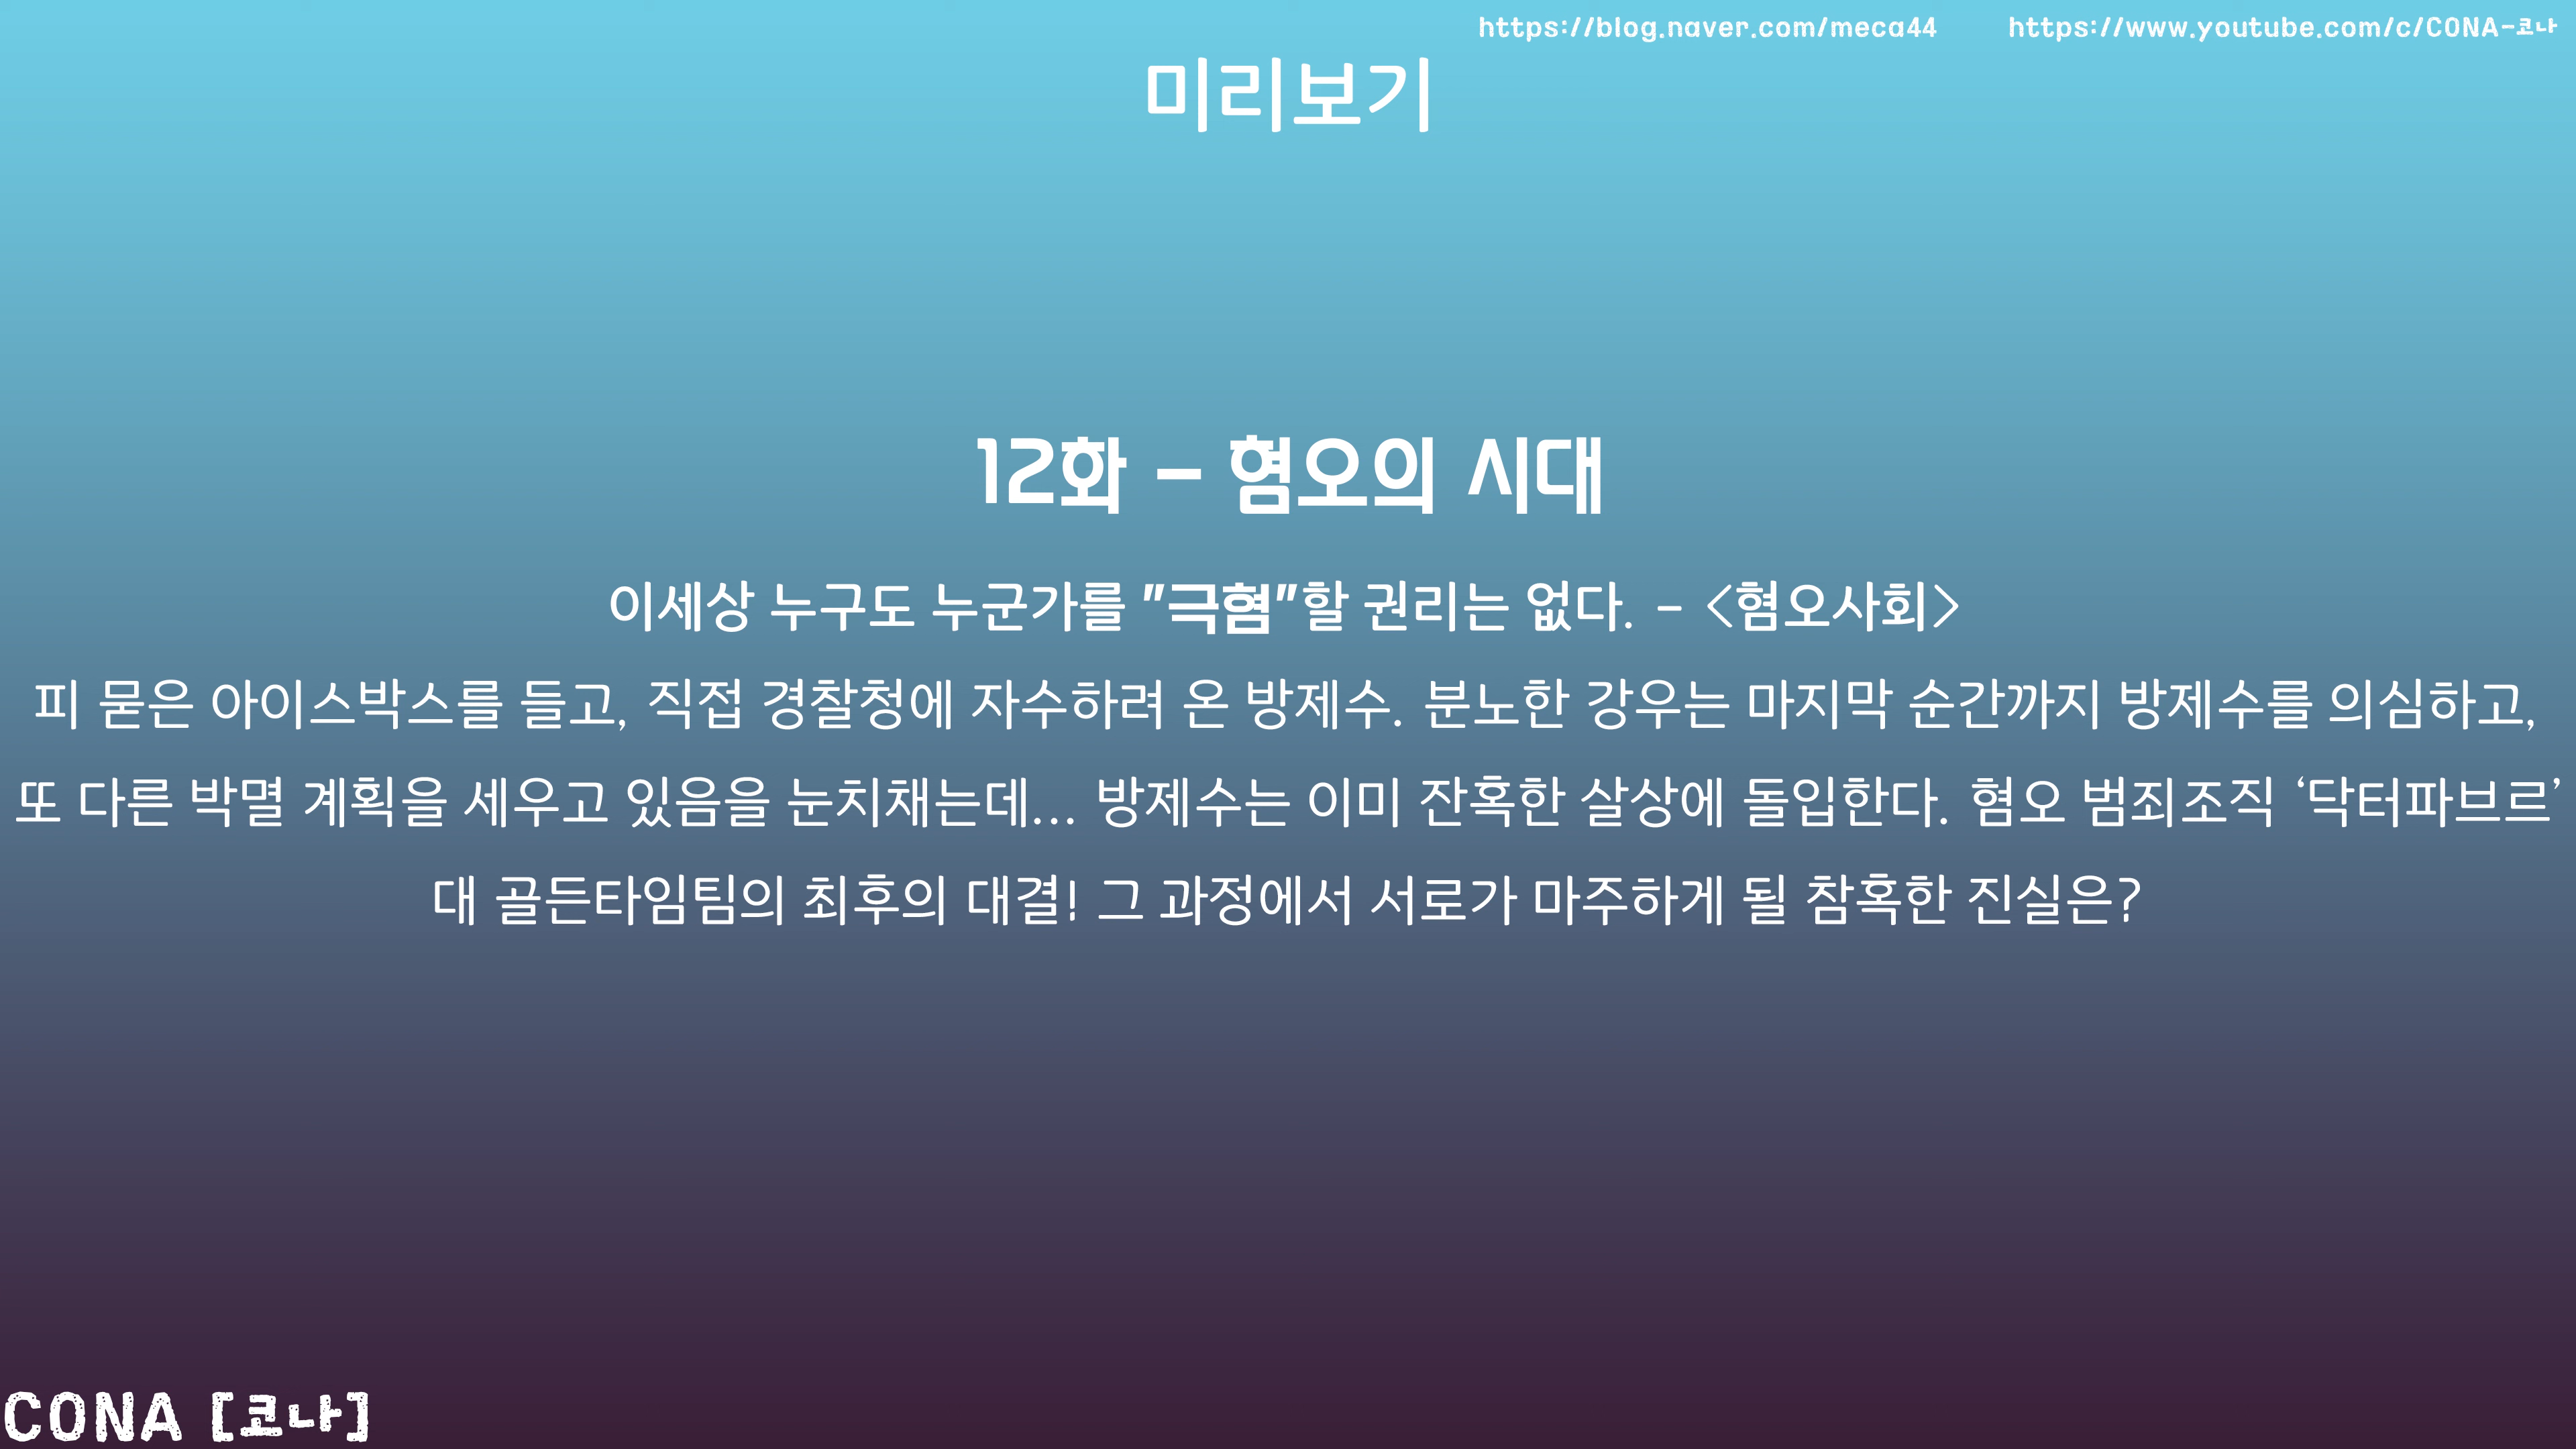 https://blog.naver.com/meca44 https://www.youtube.com/c/CONA-코나
미리보기
12화 - 혐오의 시대
이세상 누구도 누군가를 "극혐"할 권리는 없다. - <혐오사회>
피 묻은 아이스박스를 들고, 직접 경찰청에 자수하려 온 방제수. 분노한 강우는 마지막 순간까지 방제수를 의심하고,
또 다른 박멸 계획을 세우고 있음을 눈치채는데... 방제수는 이미 잔혹한 살상에 돌입한다. 혐오 범죄조직 ‘닥터파브르’
대 골든타임팀의 최후의 대결! 그 과정에서 서로가 마주하게 될 참혹한 진실은?
CONA [코나]